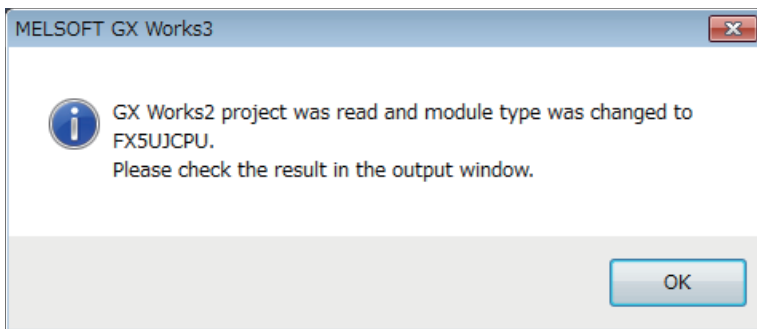 MELSOFT GX Works3
GX Works2 project was read and module type was changed to
FX5UJCPU.
Please check the result in the output window.
OK